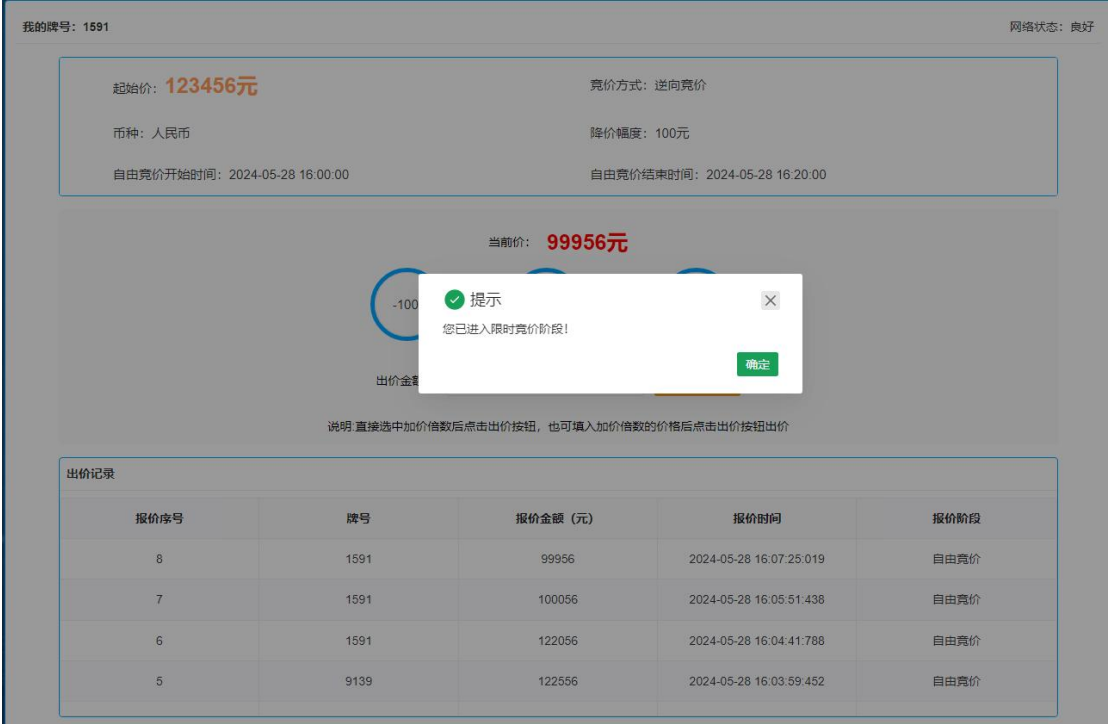 我的牌号：1591 网络状态：良好
起始价：123456元 竞价方式：逆向竞价
币种：人民币 降价幅度：100元
自由竞价开始时间：2024-05-28 16:00:00 自由竞价结束时间：2024-05-28 16:20:00
当前价： 99956元
提示
-100
您已进入限时竞价阶段！
确定
出价金额
说明:直接选中加价倍数后点击出价按钮，也可填入加价倍数的价格后点击出价按钮出价
出价记录
报价序号 牌号 报价金额（元） 报价时间 报价阶段
8 1591 99956 2024-05-28 16:07:25:019 自由竞价
7 1591 100056 2024-05-28 16:05:51:438 自由竞价
6 1591 122056 2024-05-28 16:04:41:788 自由竞价
5 9139 122556 2024-05-28 16:03:59:452 自由竞价